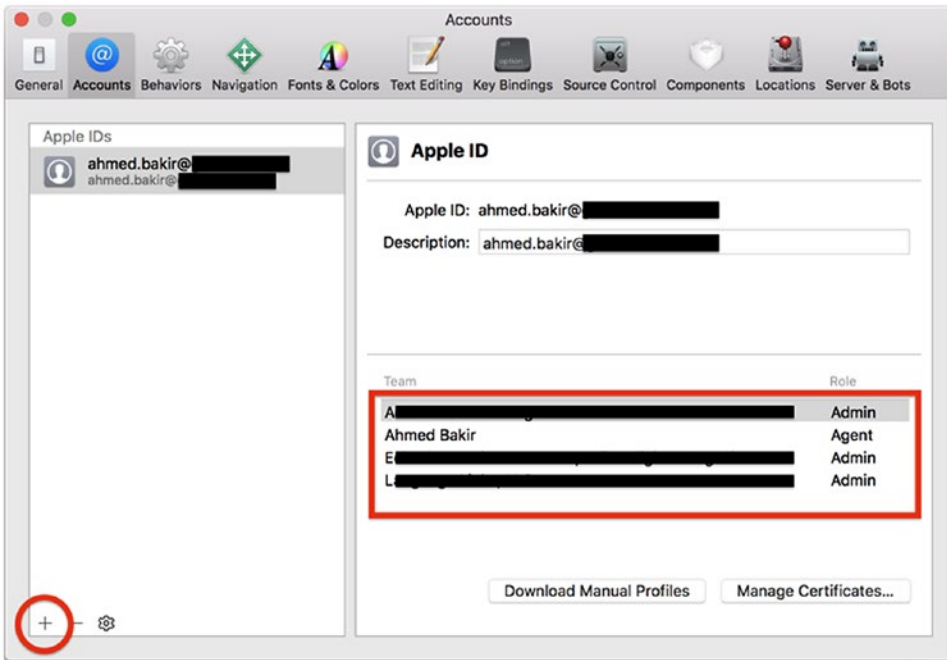 Accounts
General Accounts Behaviors Navigation Fonts & Colors Text Editing Key Bindings Source Control Components Locations Server & Bots
Apple IDs
ahmed.bakir@
ahmed.bakir@
Apple ID
Apple ID: ahmed.bakir@
Description: ahmed.bakir@
Team Role
Admin
Ahmed Bakir Agent
Admin
Admin
Download Manual Profiles Manage Certificates...